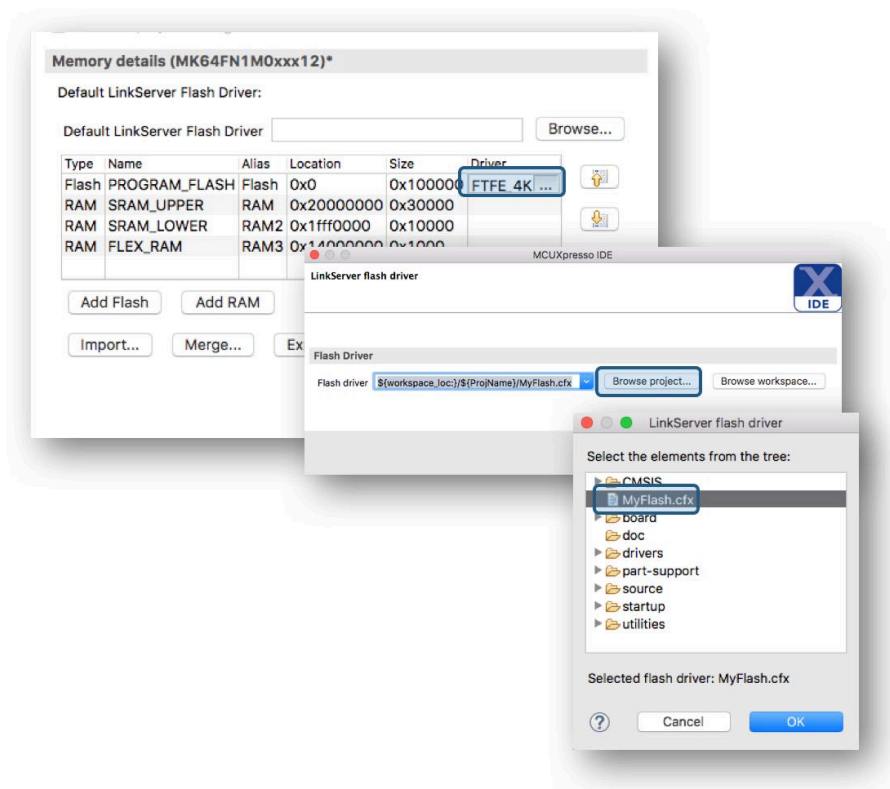 Memory details (MK64FN1M0xxx12)*
Default LinkServer Flash Driver:
Default LinkServer Flash Driver Browse...
Type Name Alias Location Size Driver
Flash PROGRAM_FLASH Flash 0x0 0x100000 FTFE_4K ...
RAM SRAM_UPPER RAM 0x20000000 0x30000
RAM SRAM_LOWER RAM2 0x1fff0000 0x10000
RAM FLEX_RAM RAM3 0x14000000 0x1000
Add Flash Add RAM
Import... Merge... Ex
MCUXpresso IDE
LinkServer flash driver
X
IDE
Flash Driver
Flash driver ${workspace_loc:}/${ProjName}/MyFlash.cfx Browse project... Browse workspace...
LinkServer flash driver
Select the elements from the tree:
CMSIS
MyFlash.cfx
board
doc
drivers
part-support
source
startup
utilities
Selected flash driver: MyFlash.cfx
? Cancel OK